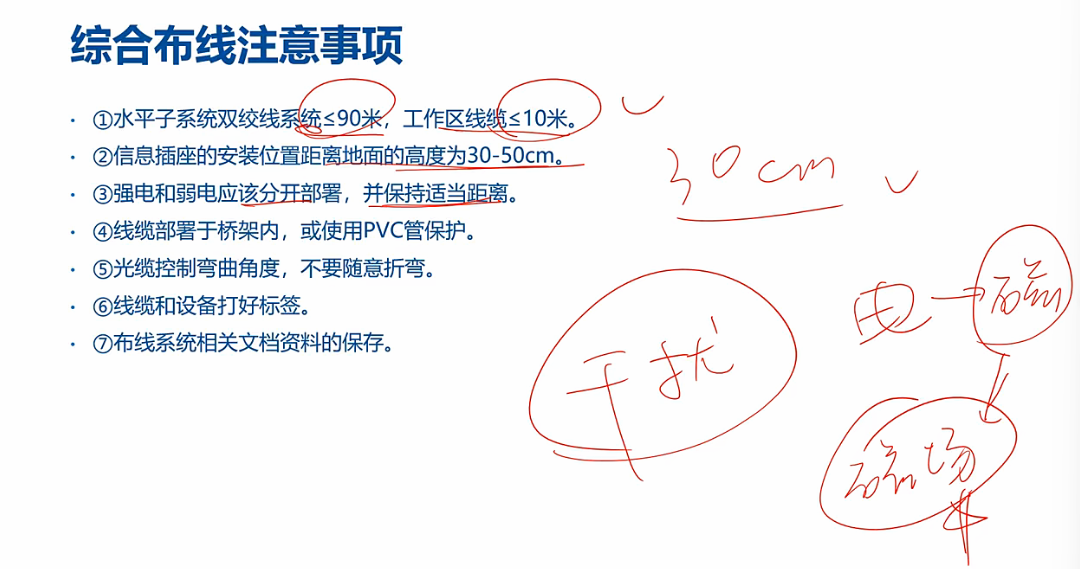 综合布线注意事项
· ①水平子系统双绞线系统≤90米，工作区线缆≤10米。
· ②信息插座的安装位置距离地面的高度为30-50cm。
· ③强电和弱电应该分开部署，并保持适当距离。
· ④线缆部署于桥架内，或使用PVC管保护。
· ⑤光缆控制弯曲角度，不要随意折弯。
· ⑥线缆和设备打好标签。
· ⑦布线系统相关文档资料的保存。
30cm
电→磁
干扰
磁场